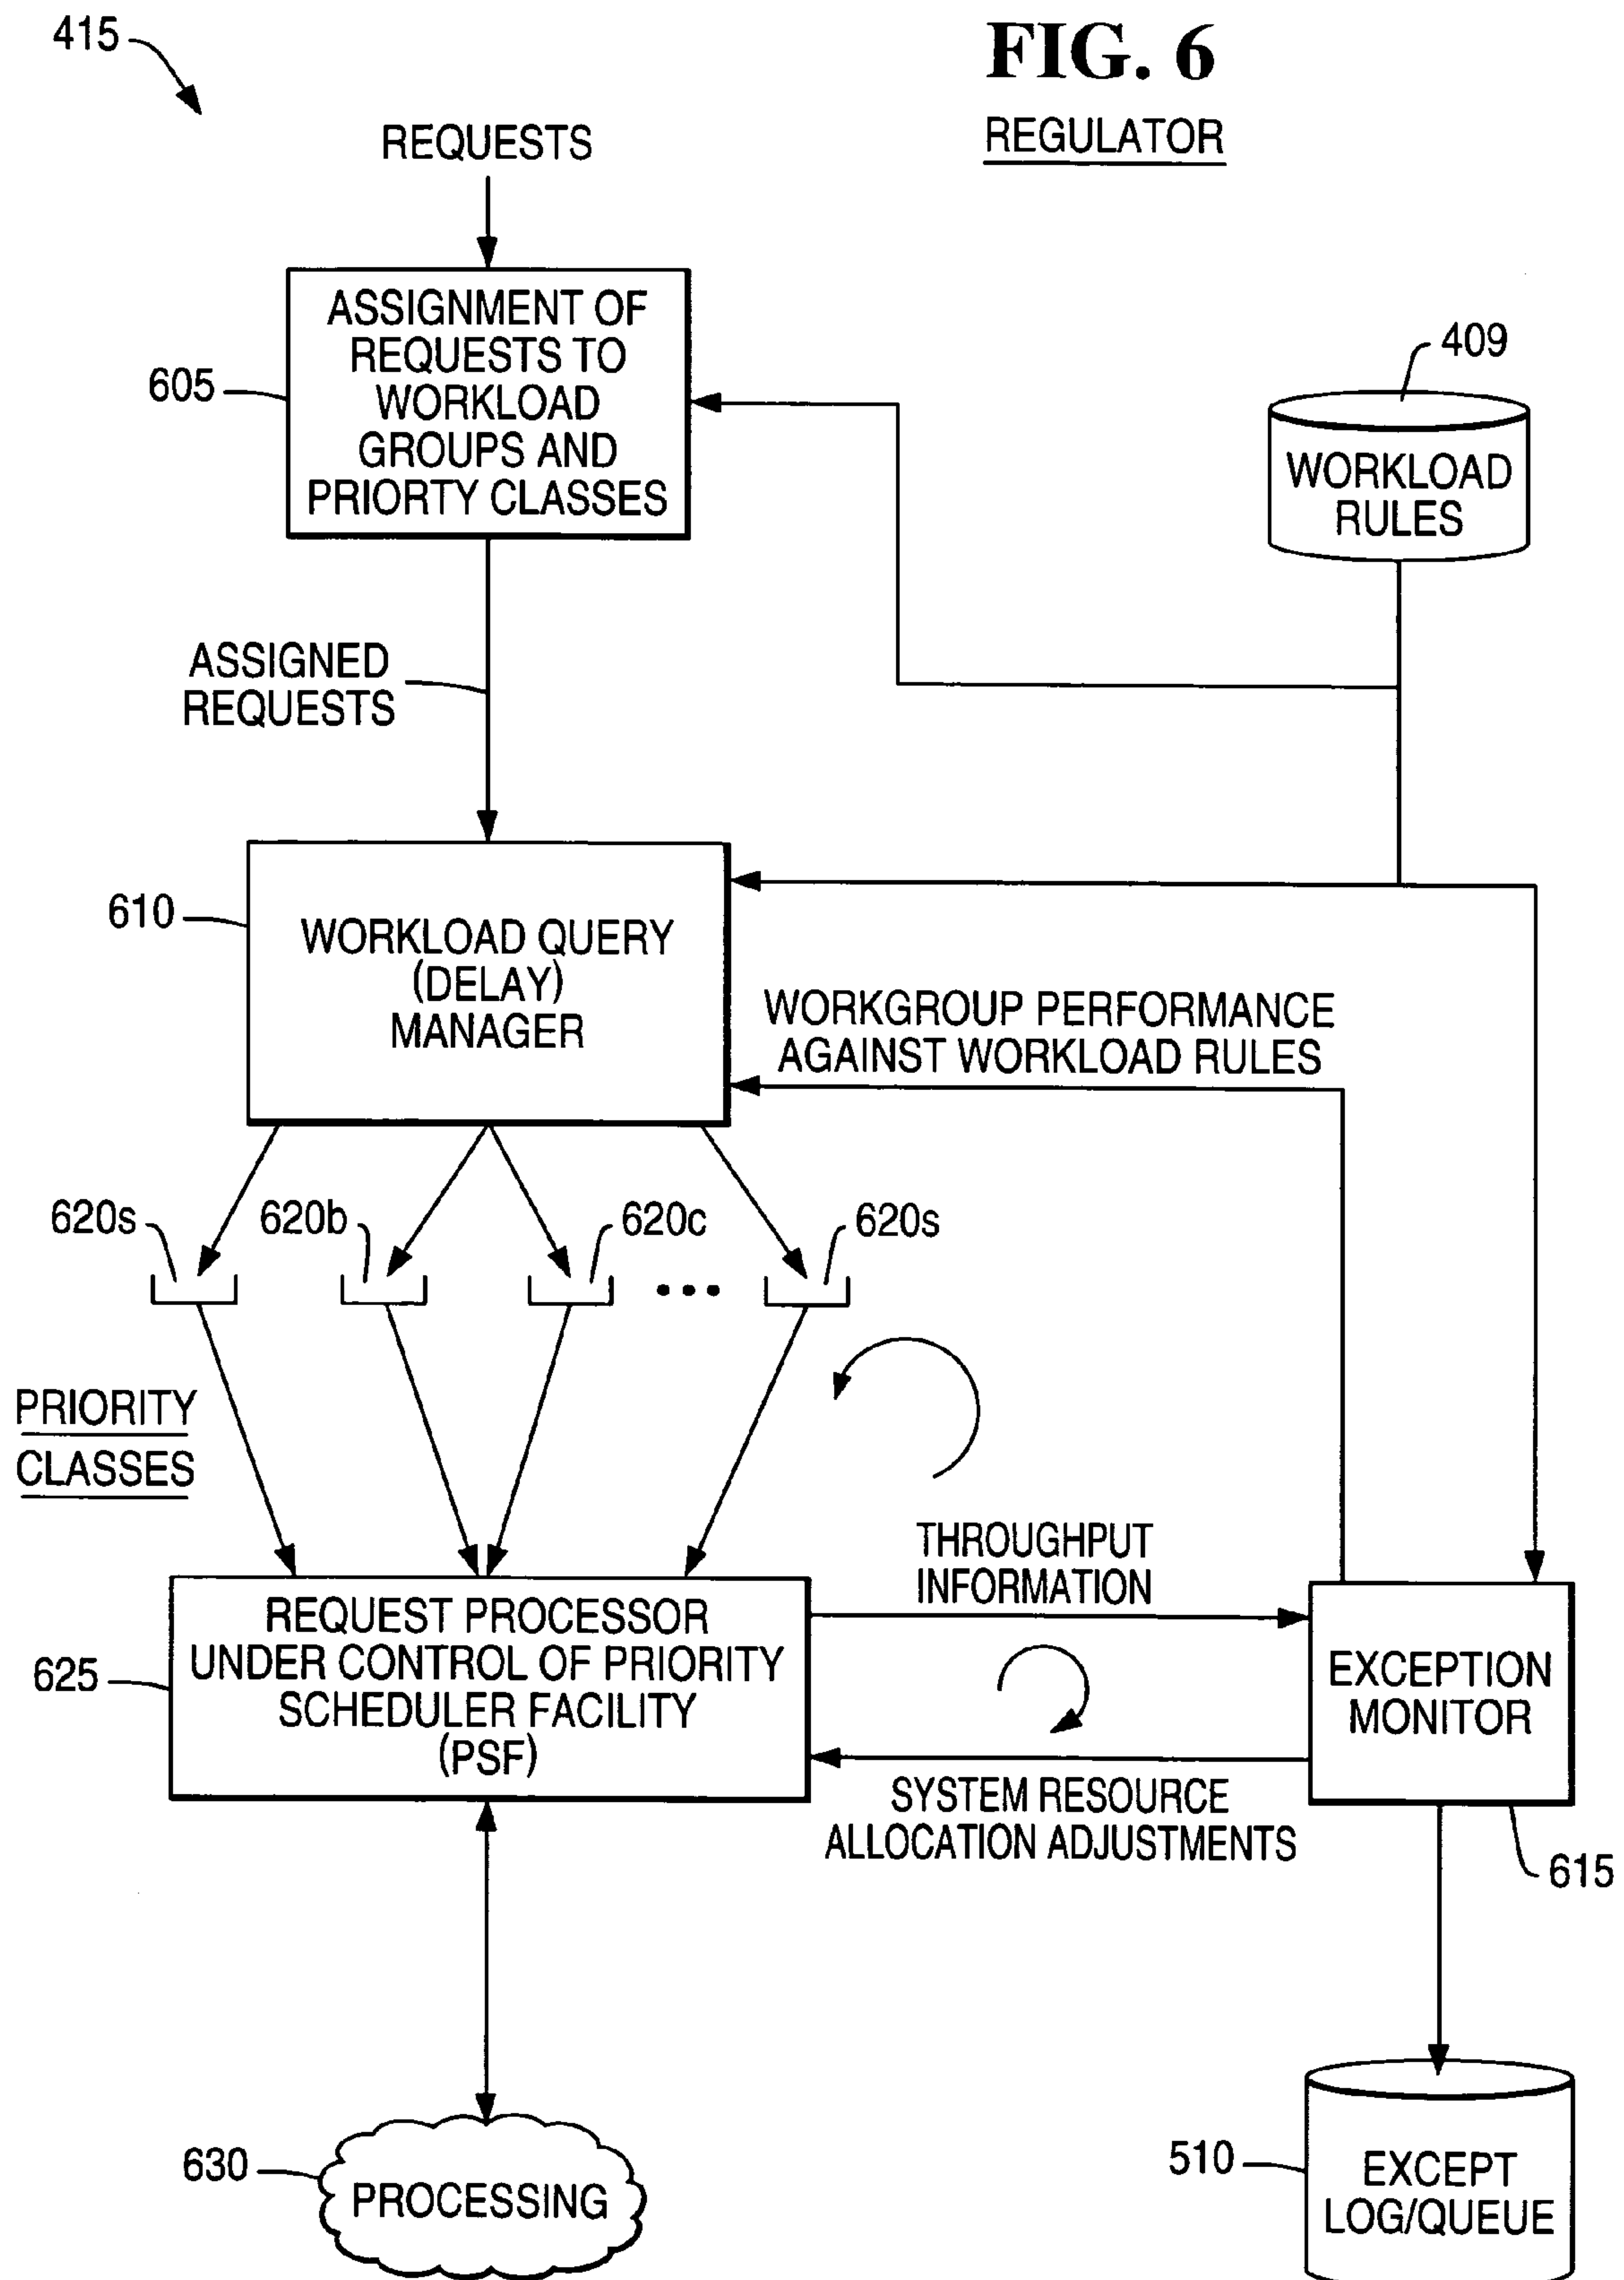 415
FIG. 6
REGULATOR
REQUESTS
409
WORKLOAD
RULES
605
ASSIGNMENT OF
REQUESTS TO
WORKLOAD
GROUPS AND
PRIORTY CLASSES
ASSIGNED
REQUESTS
610
WORKLOAD QUERY
(DELAY)
MANAGER
WORKGROUP PERFORMANCE
AGAINST WORKLOAD RULES
620s
620b
620c
620s
PRIORITY
CLASSES
THROUGHPUT
INFORMATION
625
REQUEST PROCESSOR
UNDER CONTROL OF PRIORITY
SCHEDULER FACILITY
(PSF)
EXCEPTION
MONITOR
SYSTEM RESOURCE
ALLOCATION ADJUSTMENTS
615
630
PROCESSING
510
EXCEPT
LOG/QUEUE